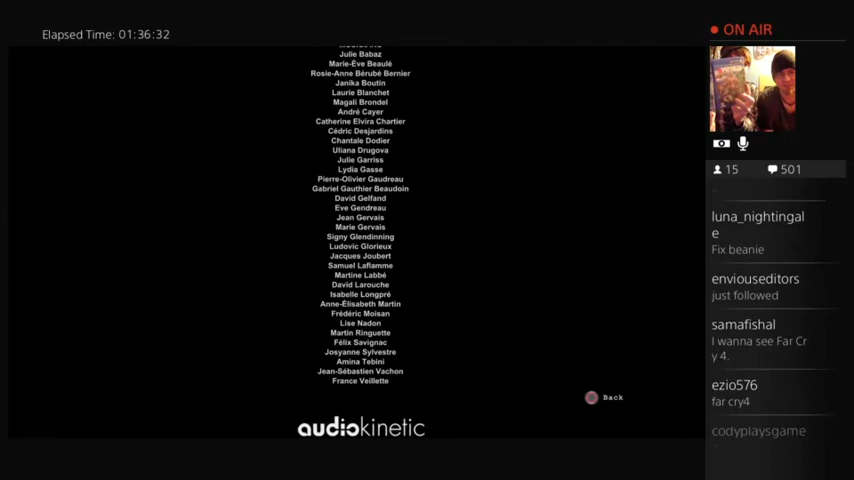 Elapsed Time: 01:36:32
ON AIR
Julie Babaz
Marie-Ève Beaulé
Rosie-Anne Bérubé Bernier
Janika Boutin
Laurie Blanchet
Magali Brondel
André Cayer
Catherine Elvira Chartier
Cédric Desjardins
Chantale Dodier
Uliana Drugova
Julie Garriss
Lydia Gasse
Pierre-Olivier Gaudreau
Gabriel Gauthier Beaudoin
David Gelfand
Eve Gendreau
Jean Gervais
Marie Gervais
Signy Glendinning
Ludovic Glorieux
Jacques Joubert
Samuel Laflamme
Martine Labbé
David Larouche
Isabelle Longpré
Anne-Élisabeth Martin
Frédéric Moisan
Lise Nadon
Martin Ringuette
Félix Savignac
Josyanne Sylvestre
Amina Tebini
Jean-Sébastien Vachon
France Veillette
Back
audiokinetic
15
501
luna_nightingal
e
Fix beanie
enviouseditors
just followed
samafishal
I wanna see Far Cr
y 4.
ezio576
far cry4
codyplaysgame